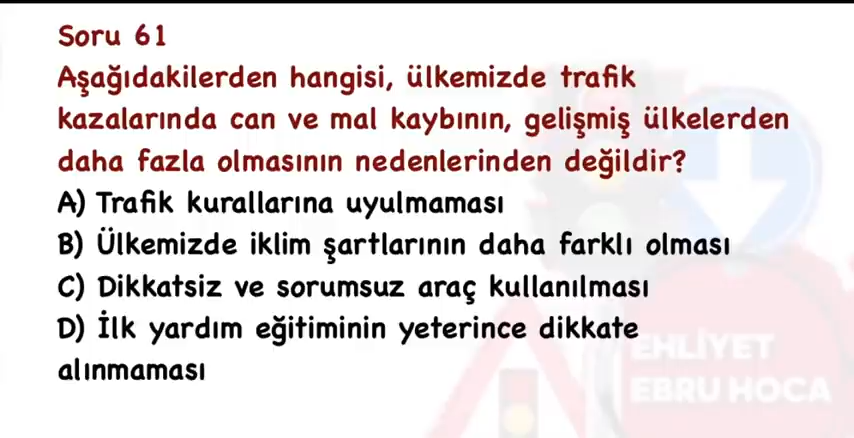 Soru 61
Aşağıdakilerden hangisi, ülkemizde trafik
kazalarında can ve mal kaybının, gelişmiş ülkelerden
daha fazla olmasının nedenlerinden değildir?
A) Trafik kurallarına uyulmaması
B) Ülkemizde iklim şartlarının daha farklı olması
C) Dikkatsiz ve sorumsuz araç kullanılması
D) İlk yardım eğitiminin yeterince dikkate
alınmaması
EHLİYET
EBRU HOCA